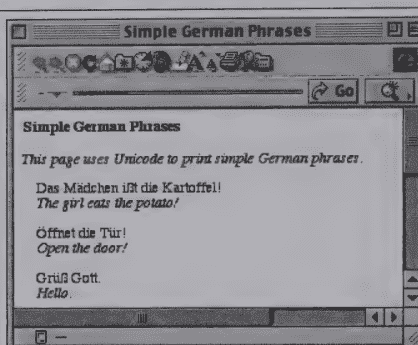 Simple German Phrases
Go
Simple German Phrases
This page uses Unicode to print simple German phrases.
Das Mädchen ißt die Kartoffel!
The girl eats the potato!
Öffnet die Tür!
Open the door!
Grüß Gott.
Hello.